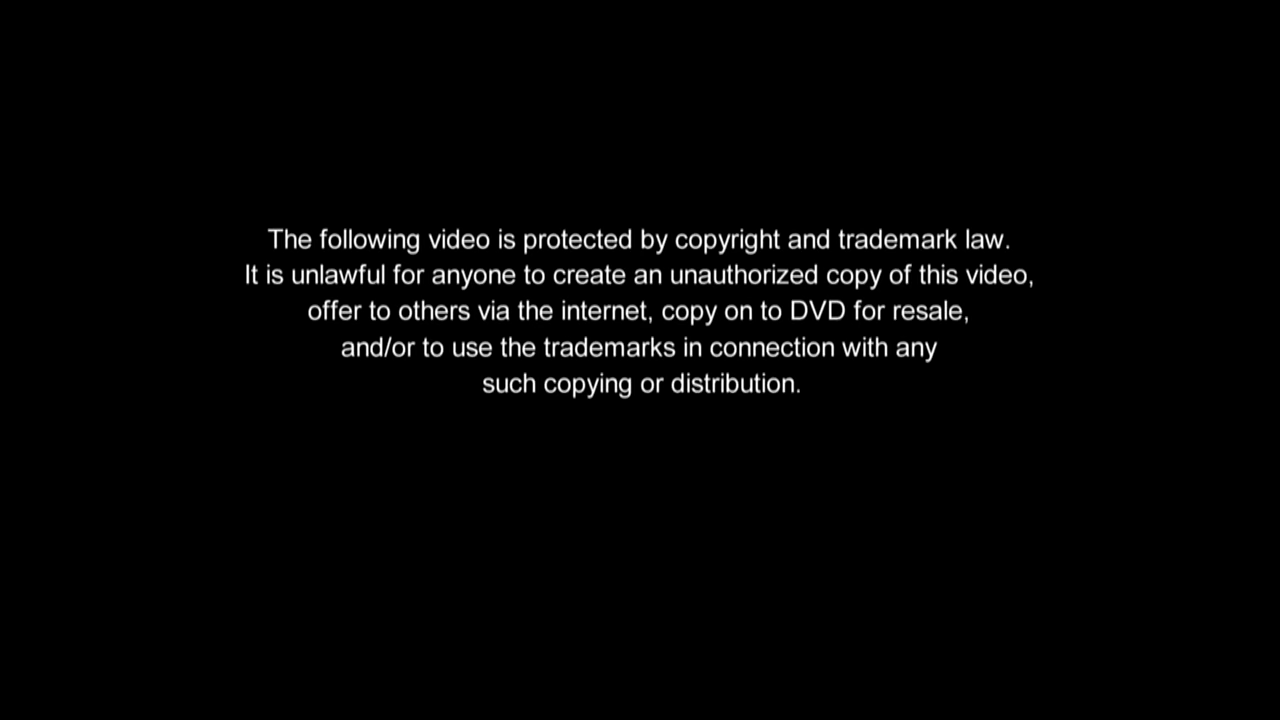 The following video is protected by copyright and trademark law.
It is unlawful for anyone to create an unauthorized copy of this video,
offer to others via the internet, copy on to DVD for resale,
and/or to use the trademarks in connection with any
such copying or distribution.